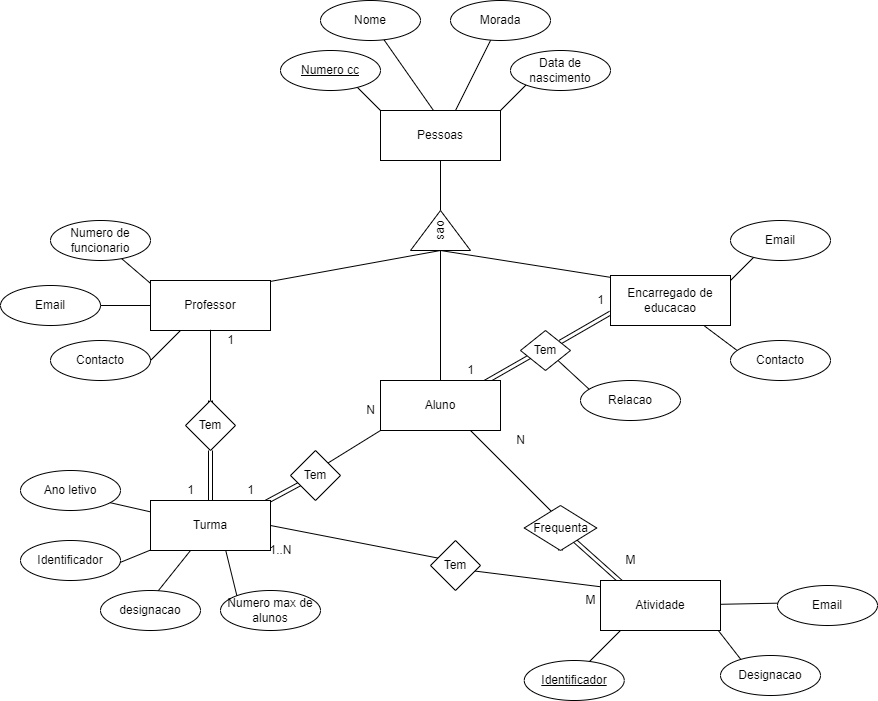 Nome
Morada
Numero cc
Data de
nascimento
Pessoas
sao
Numero de
funcionario
Email
Professor
Encarregado de
educacao
Email
1
1
Contacto
Tem
Contacto
1
Relacao
Aluno
N
Tem
N
Tem
Ano letivo
1
1
Turma
Frequenta
Identificador
1..N
Tem
M
M
designacao
Numero max de
alunos
Atividade
Email
Identificador
Designacao